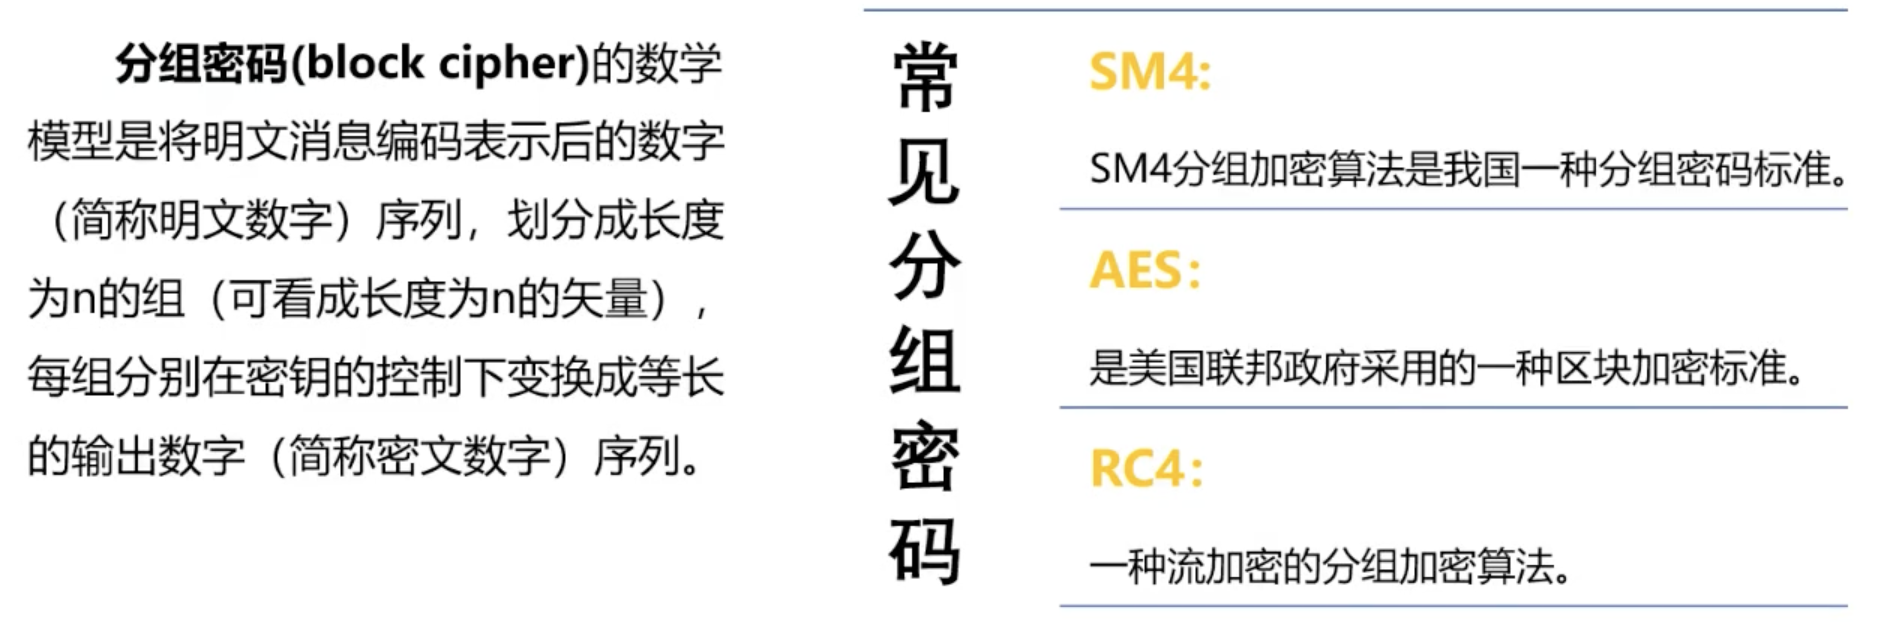 分组密码(block cipher)的数学
模型是将明文消息编码表示后的数字
（简称明文数字）序列，划分成长度
为n的组（可看成长度为n的矢量），
每组分别在密钥的控制下变换成等长
的输出数字（简称密文数字）序列。
常见分组密码
SM4:
SM4分组加密算法是我国一种分组密码标准。
AES：
是美国联邦政府采用的一种区块加密标准。
RC4：
一种流加密的分组加密算法。